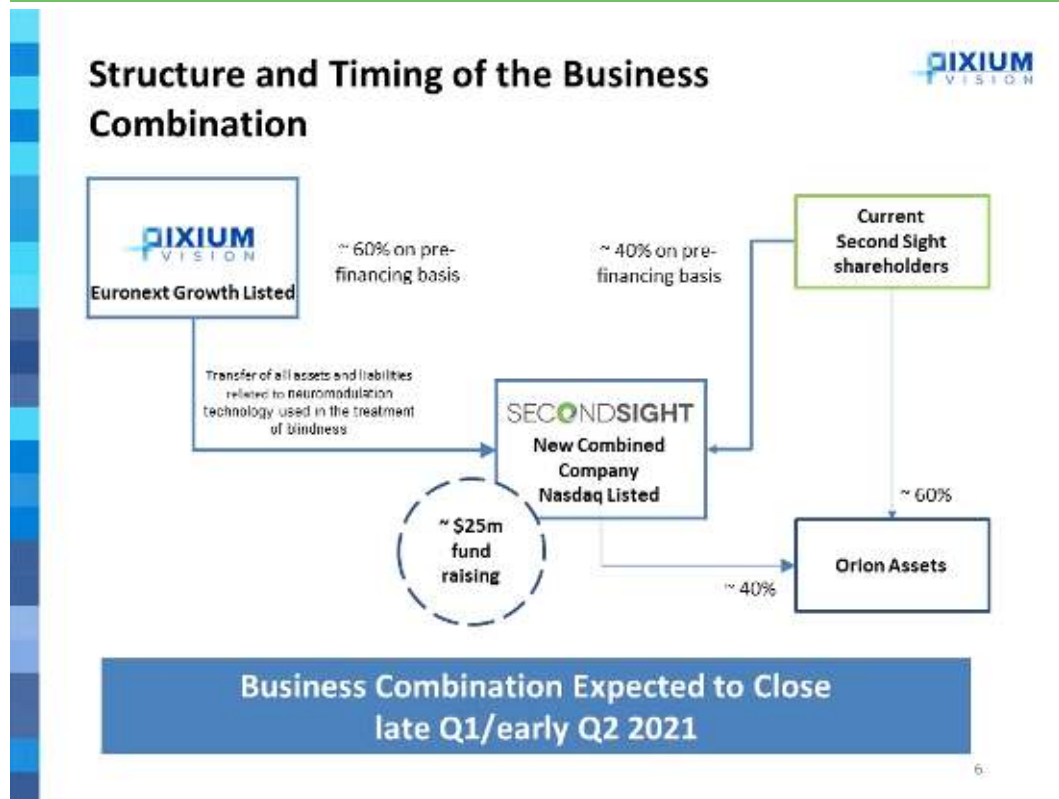 Structure and Timing of the Business
Combination
PIXIUM
VISION
PIXIUM
VISION
Euronext Growth Listed
~ 60% on pre-
financing basis
~ 40% on pre-
financing basis
Current
Second Sight
shareholders
Transfer of all assets and liabilities
related to neuromodulation
technology used in the treatment
of blindness
SECONDSIGHT
New Combined
Company
Nasdaq Listed
~ $25m
fund
raising
~ 60%
~ 40%
Orion Assets
Business Combination Expected to Close
late Q1/early Q2 2021
6